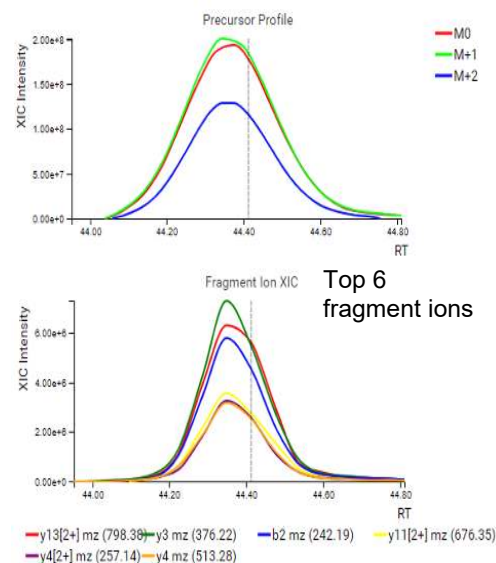 Precursor Profile
2.00e+8
1.50e+8
1.00e+8
5.00e+7
0.00e+0
XIC Intensity
44.00 44.20 44.40 44.60 44.80
RT
M0
M+1
M+2
Fragment Ion XIC
Top 6
fragment ions
6.00e+6
4.00e+6
2.00e+6
0.00e+0
XIC Intensity
44.00 44.20 44.40 44.60 44.80
RT
y13[2+] mz (798.38) y3 mz (376.22) b2 mz (242.19) y11[2+] mz (676.35)
y4[2+] mz (257.14) y4 mz (513.28)